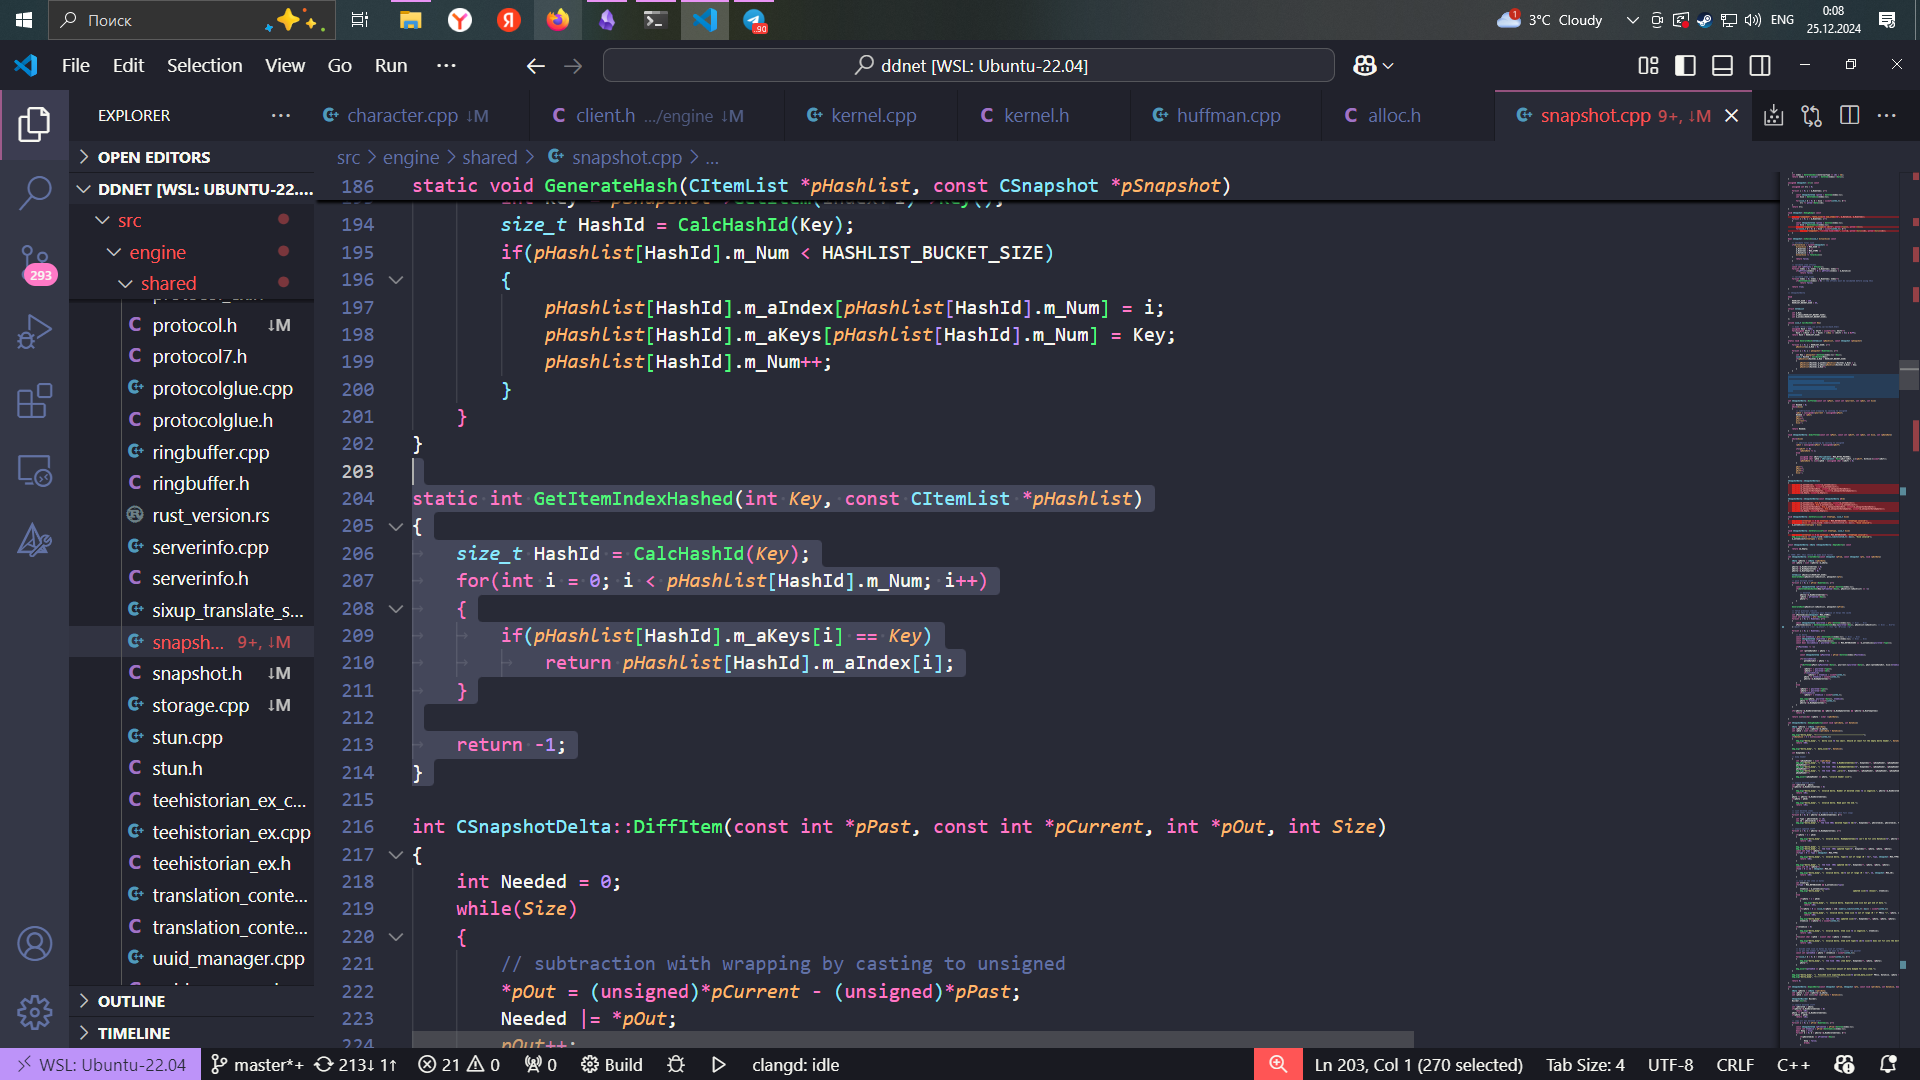 Поиск
90
1
3°C Cloudy
ENG
0:08
25.12.2024
File Edit Selection View Go Run ...
ddnet [WSL: Ubuntu-22.04]
EXPLORER ...
character.cpp ↓M
client.h .../engine ↓M
kernel.cpp
kernel.h
huffman.cpp
alloc.h
snapshot.cpp 9+, ↓M
OPEN EDITORS
DDNET [WSL: UBUNTU-22....
src
engine
shared
293
protocol.h ↓M
protocol7.h
protocolglue.cpp
protocolglue.h
ringbuffer.cpp
ringbuffer.h
rust_version.rs
serverinfo.cpp
serverinfo.h
sixup_translate_s...
snapsh... 9+, ↓M
snapshot.h ↓M
storage.cpp ↓M
stun.cpp
stun.h
teehistorian_ex_c...
teehistorian_ex.cpp
teehistorian_ex.h
translation_conte...
translation_conte...
uuid_manager.cpp
OUTLINE
TIMELINE
src > engine > shared > snapshot.cpp > ...
186 static void GenerateHash(CItemList *pHashlist, const CSnapshot *pSnapshot)
194 size_t HashId = CalcHashId(Key);
195 if(pHashlist[HashId].m_Num < HASHLIST_BUCKET_SIZE)
196 {
197 pHashlist[HashId].m_aIndex[pHashlist[HashId].m_Num] = i;
198 pHashlist[HashId].m_aKeys[pHashlist[HashId].m_Num] = Key;
199 pHashlist[HashId].m_Num++;
200 }
201 }
202 }
203
204 static int GetItemIndexHashed(int Key, const CItemList *pHashlist)
205 {
206 size_t HashId = CalcHashId(Key);
207 for(int i = 0; i < pHashlist[HashId].m_Num; i++)
208 {
209 if(pHashlist[HashId].m_aKeys[i] == Key)
210 return pHashlist[HashId].m_aIndex[i];
211 }
212
213 return -1;
214 }
215
216 int CSnapshotDelta::DiffItem(const int *pPast, const int *pCurrent, int *pOut, int Size)
217 {
218 int Needed = 0;
219 while(Size)
220 {
221 // subtraction with wrapping by casting to unsigned
222 *pOut = (unsigned)*pCurrent - (unsigned)*pPast;
223 Needed |= *pOut;
224 pOut++;
WSL: Ubuntu-22.04 master*+ 213↓ 1↑ 21 0 0 Build clangd: idle Ln 203, Col 1 (270 selected) Tab Size: 4 UTF-8 CRLF C++